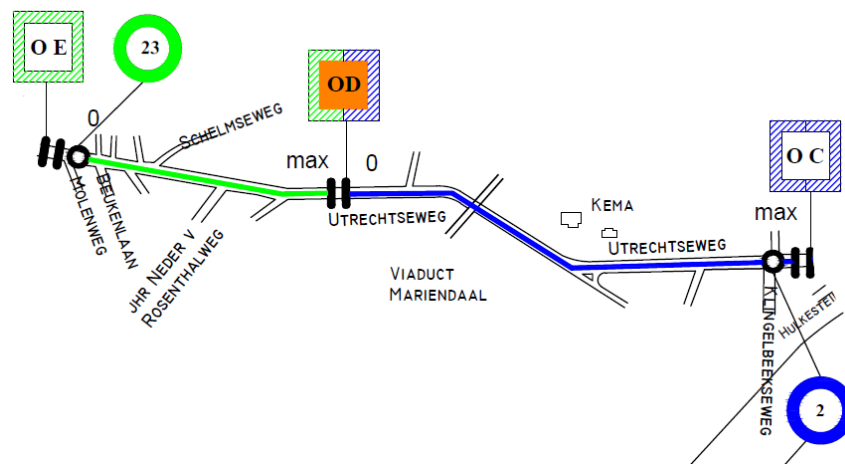 O E
23
OD
0
SCHELMSEWEG
max
0
O C
MOLENWEG
BEUKENLAAN
JHR NEDER V
ROSENTHALWEG
UTRECHTSEWEG
KEMA
max
UTRECHTSEWEG
VIADUCT
MARIENDAAL
KLINGELBEEKSEWEG
2